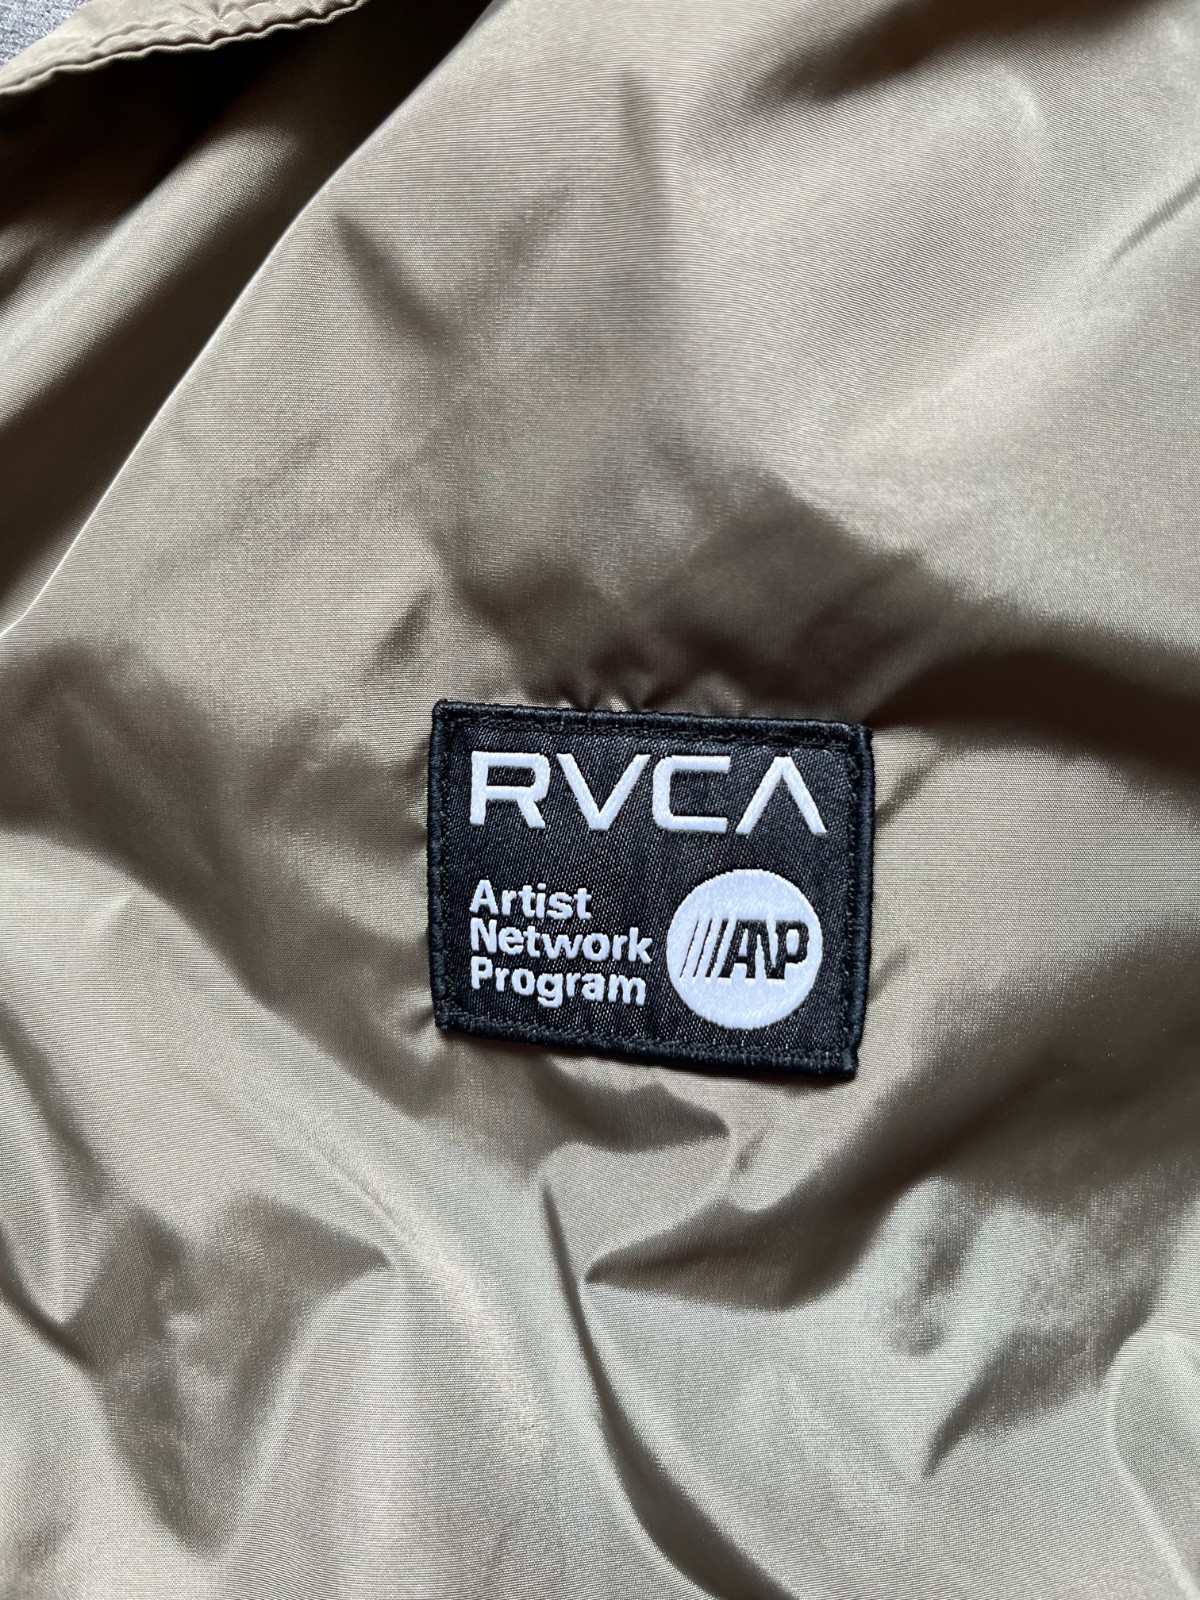 RVCA
Artist
Network
Program
ANP